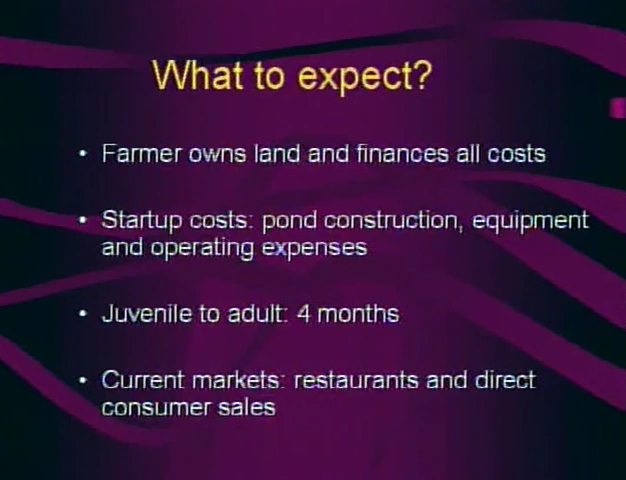 What to expect?
• Farmer owns land and finances all costs
• Startup costs: pond construction, equipment
and operating expenses
• Juvenile to adult: 4 months
• Current markets: restaurants and direct
consumer sales